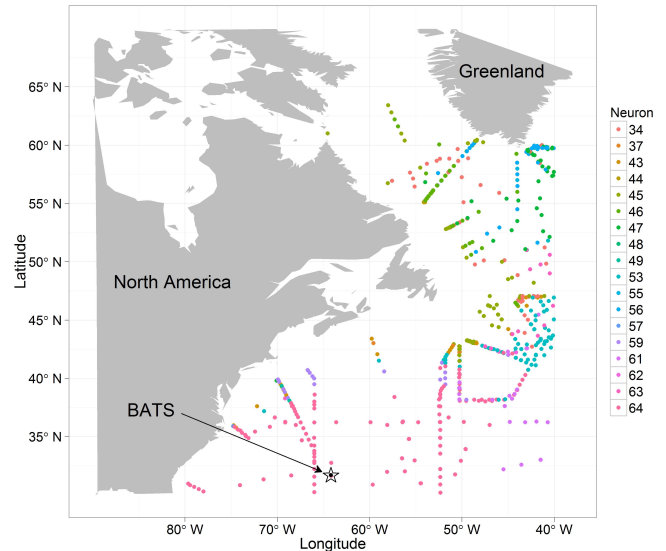 Greenland
North America
BATS
65° N
60° N
55° N
50° N
45° N
40° N
35° N
Latitude
80° W
70° W
60° W
50° W
40° W
Longitude
Neuron
34
37
43
44
45
46
47
48
49
53
55
56
57
59
61
62
63
64